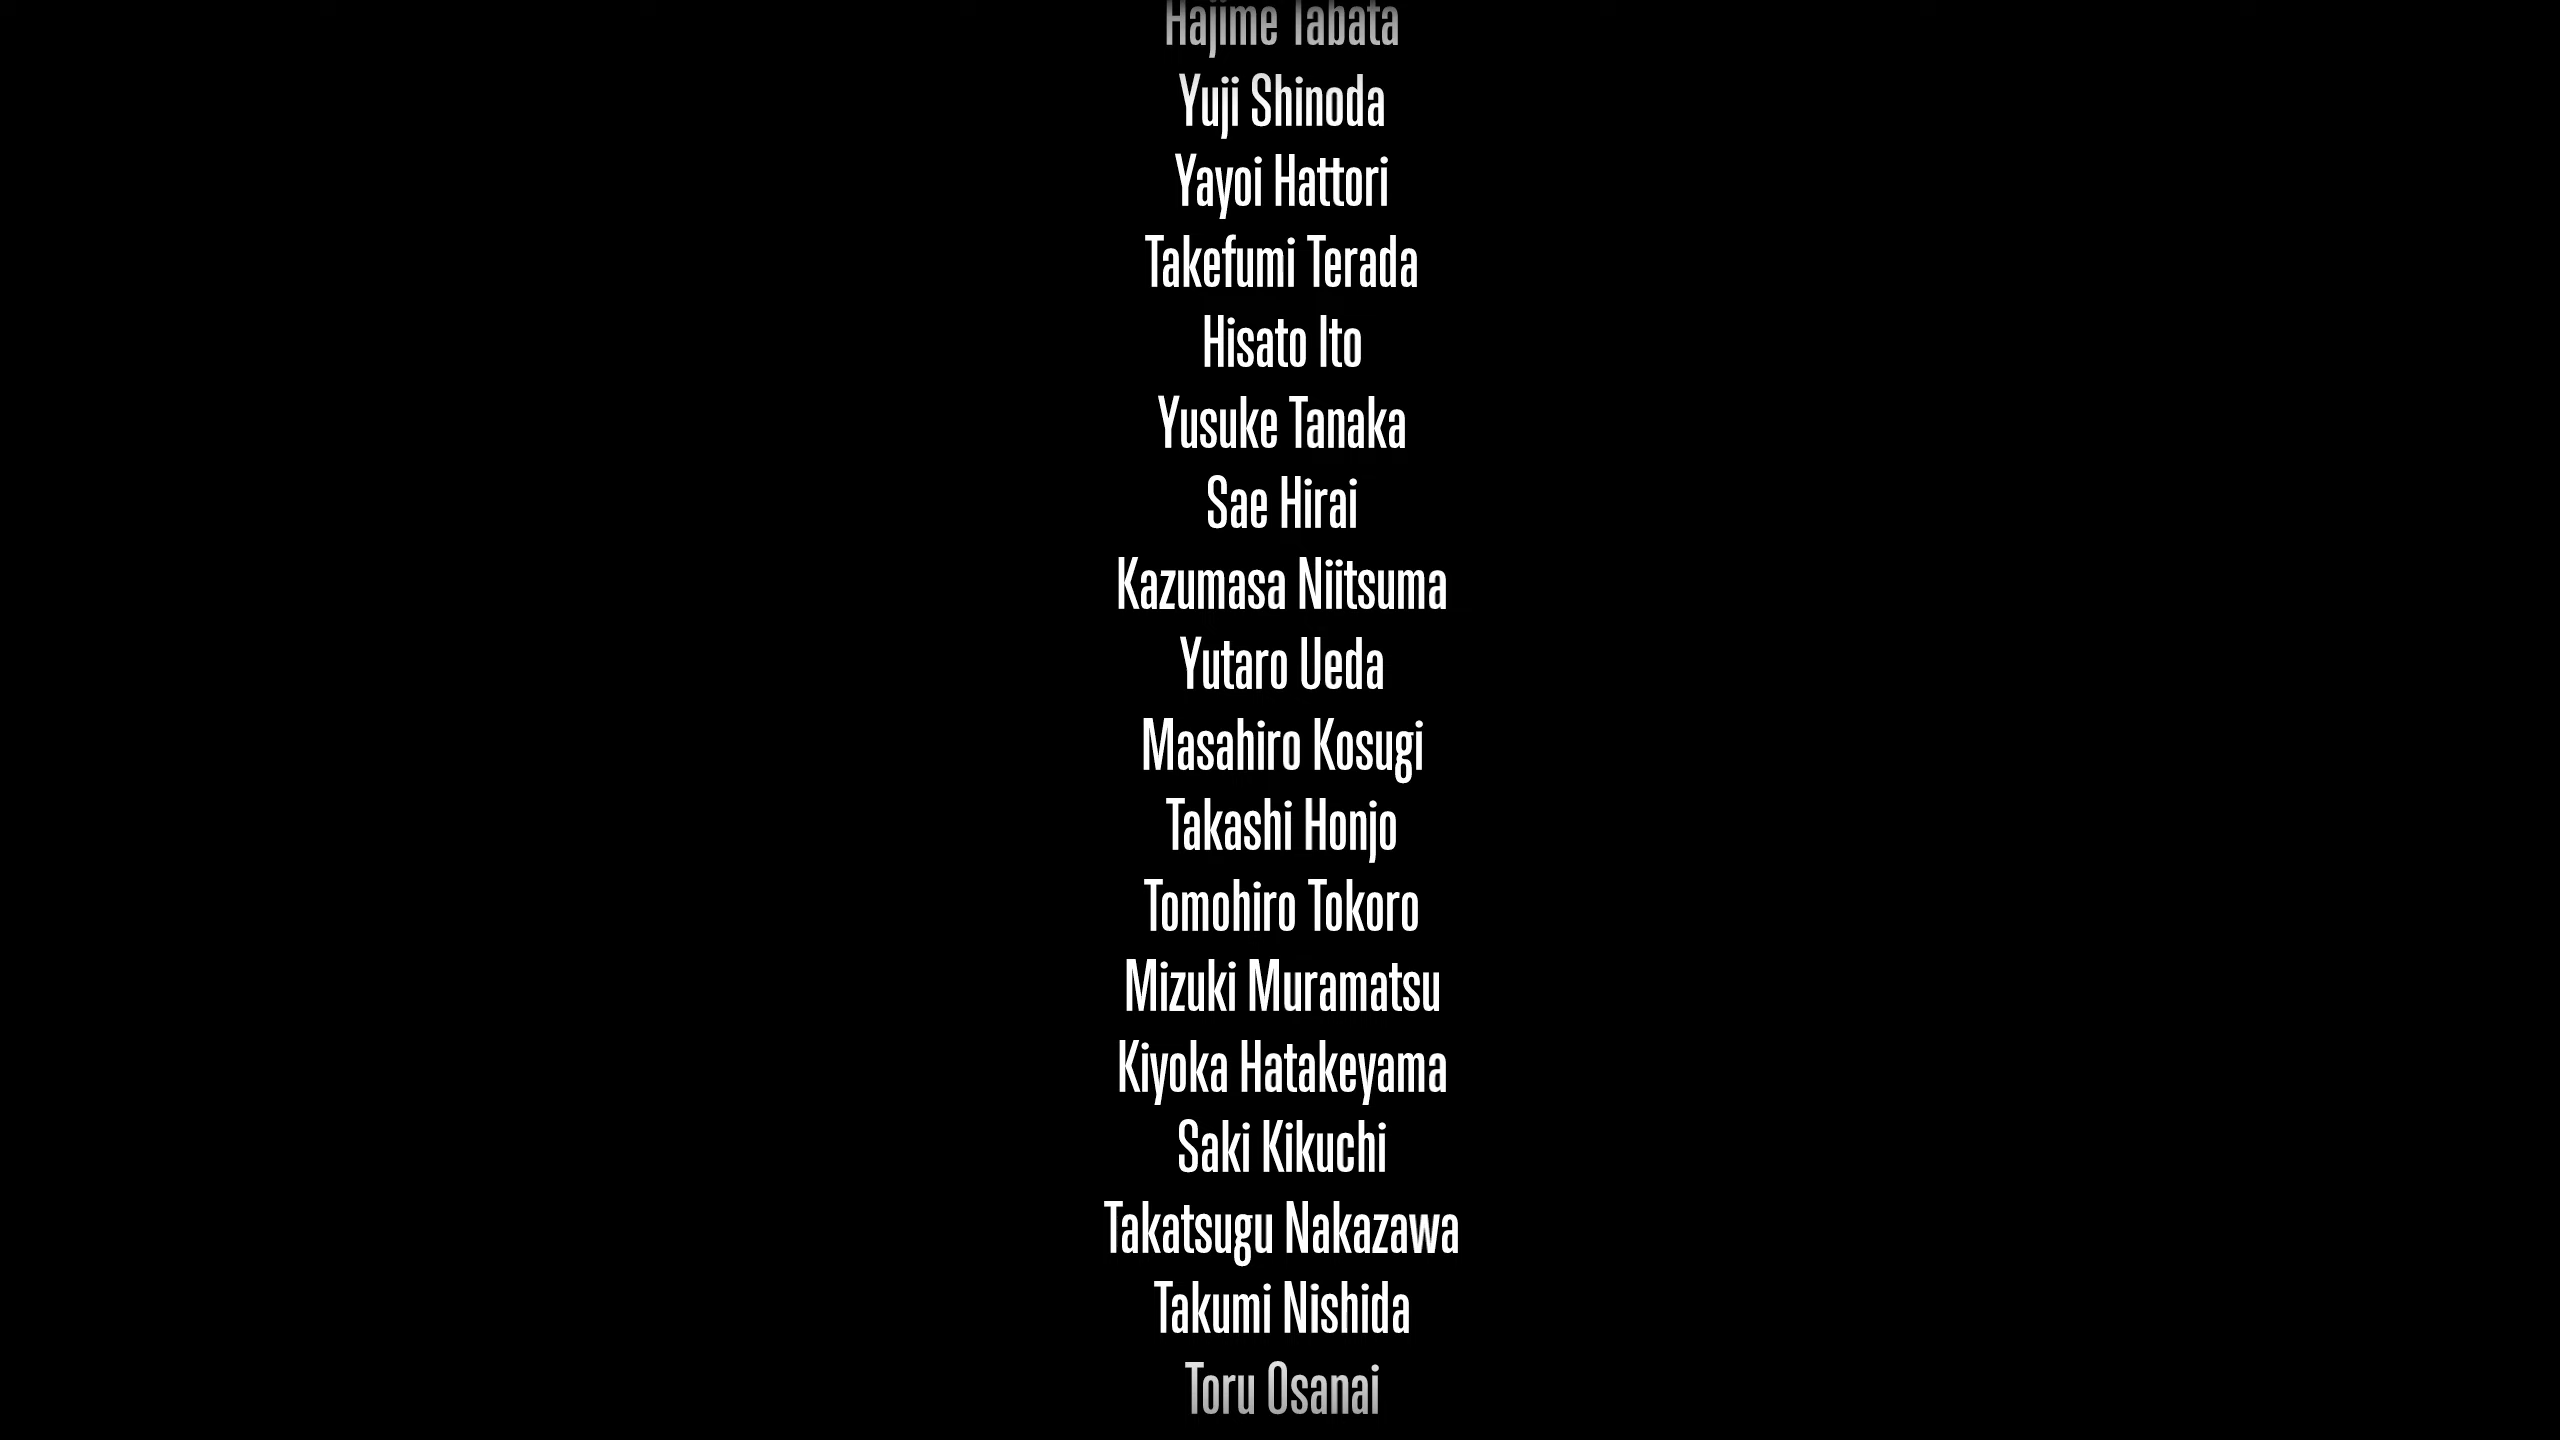 Hajime Tabata
Yuji Shinoda
Yayoi Hattori
Takefumi Terada
Hisato Ito
Yusuke Tanaka
Sae Hirai
Kazumasa Niitsuma
Yutaro Ueda
Masahiro Kosugi
Takashi Honjo
Tomohiro Tokoro
Mizuki Muramatsu
Kiyoka Hatakeyama
Saki Kikuchi
Takatsugu Nakazawa
Takumi Nishida
Toru Osanai